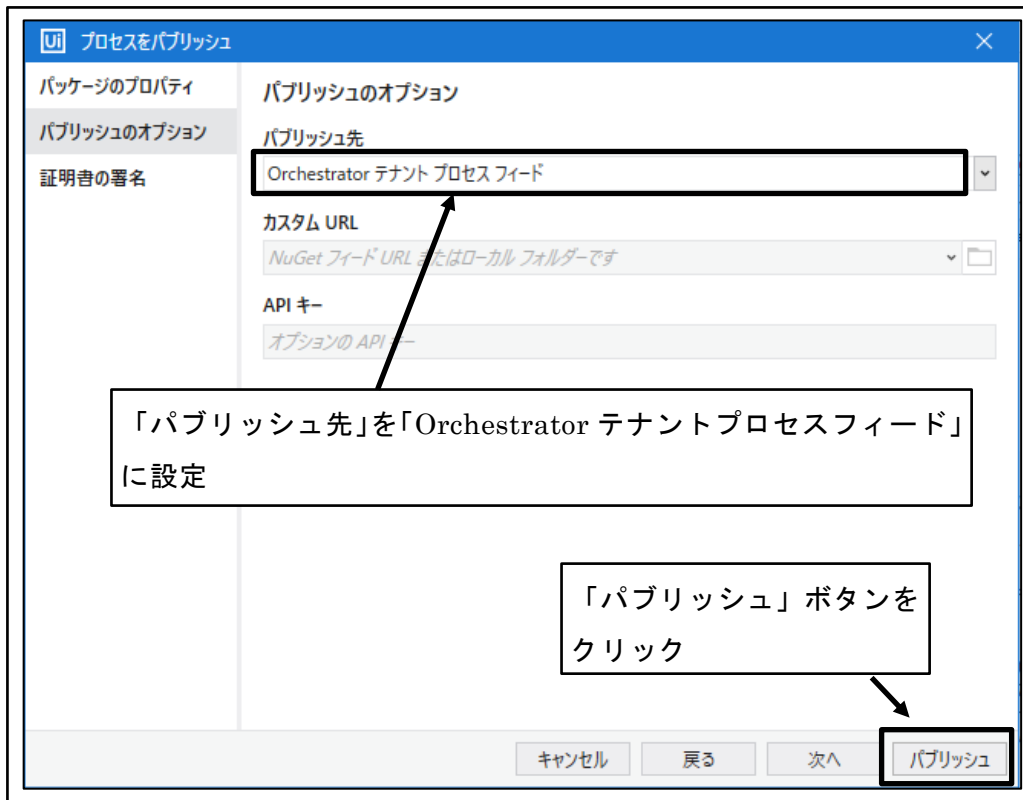 Ui プロセスをパブリッシュ
パッケージのプロパティ
パブリッシュのオプション
証明書の署名
パブリッシュのオプション
パブリッシュ先
Orchestrator テナント プロセス フィード
カスタム URL
NuGet フィード URL またはローカル フォルダーです
API キー
オプションの API キー
「パブリッシュ先」を「Orchestrator テナントプロセスフィード」
に設定
「パブリッシュ」ボタンを
クリック
キャンセル
戻る
次へ
パブリッシュ